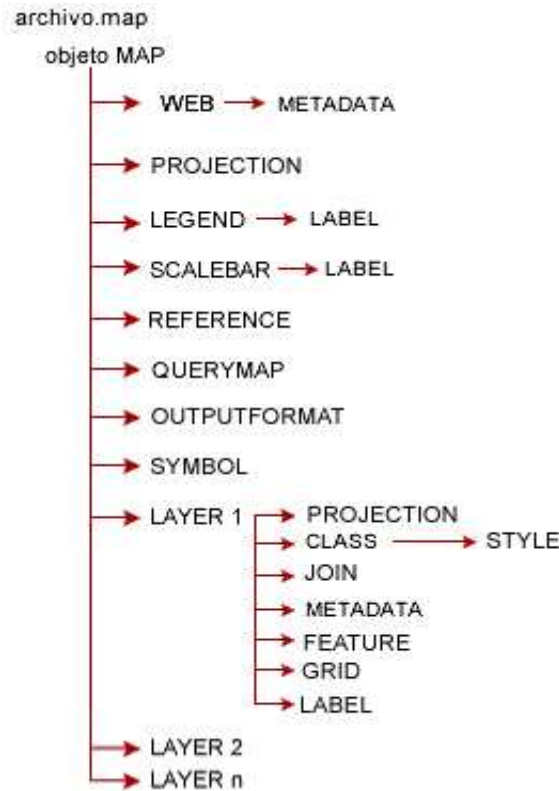 archivo.map
objeto MAP
WEB METADATA
PROJECTION
LEGEND LABEL
SCALEBAR LABEL
REFERENCE
QUERYMAP
OUTPUTFORMAT
SYMBOL
LAYER 1
PROJECTION
CLASS STYLE
JOIN
METADATA
FEATURE
GRID
LABEL
LAYER 2
LAYER n